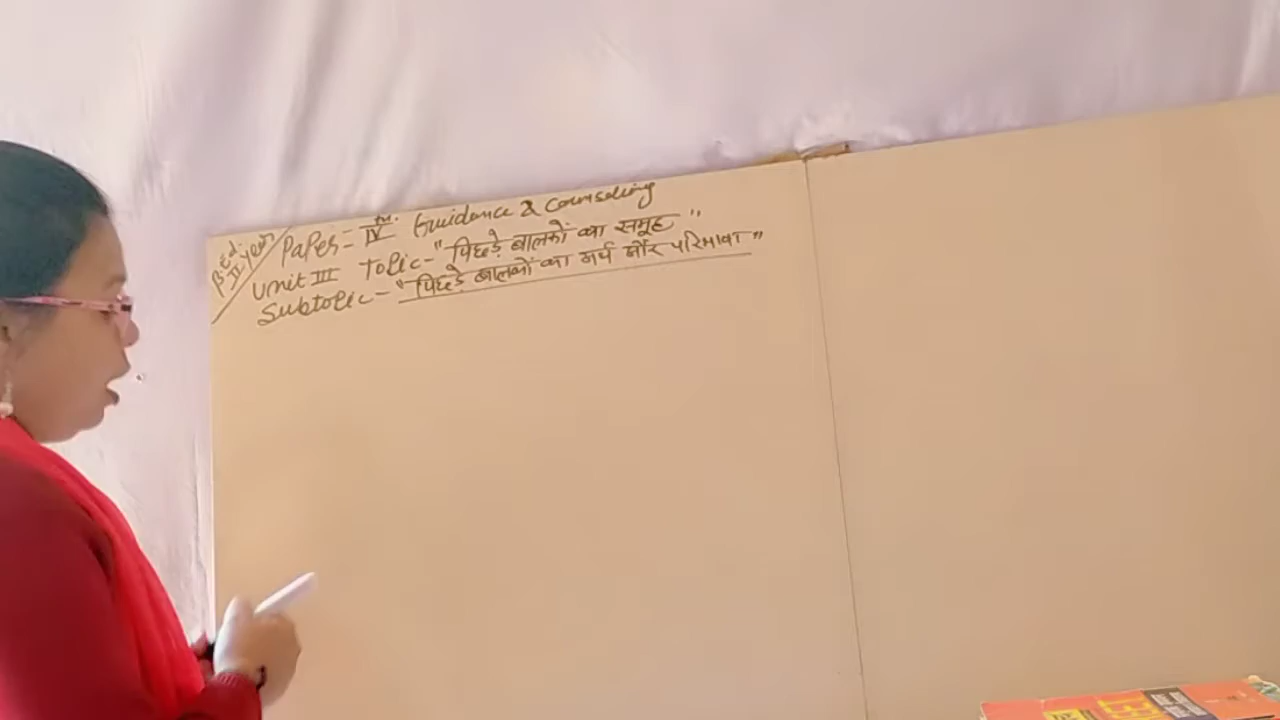 B.Ed. II year
Paper- IV th. Guidance & Counseling
Unit III Topic- "पिछड़े बालकों का समूह"
Subtopic- "पिछड़े बालकों का अर्थ और परिभाषा"